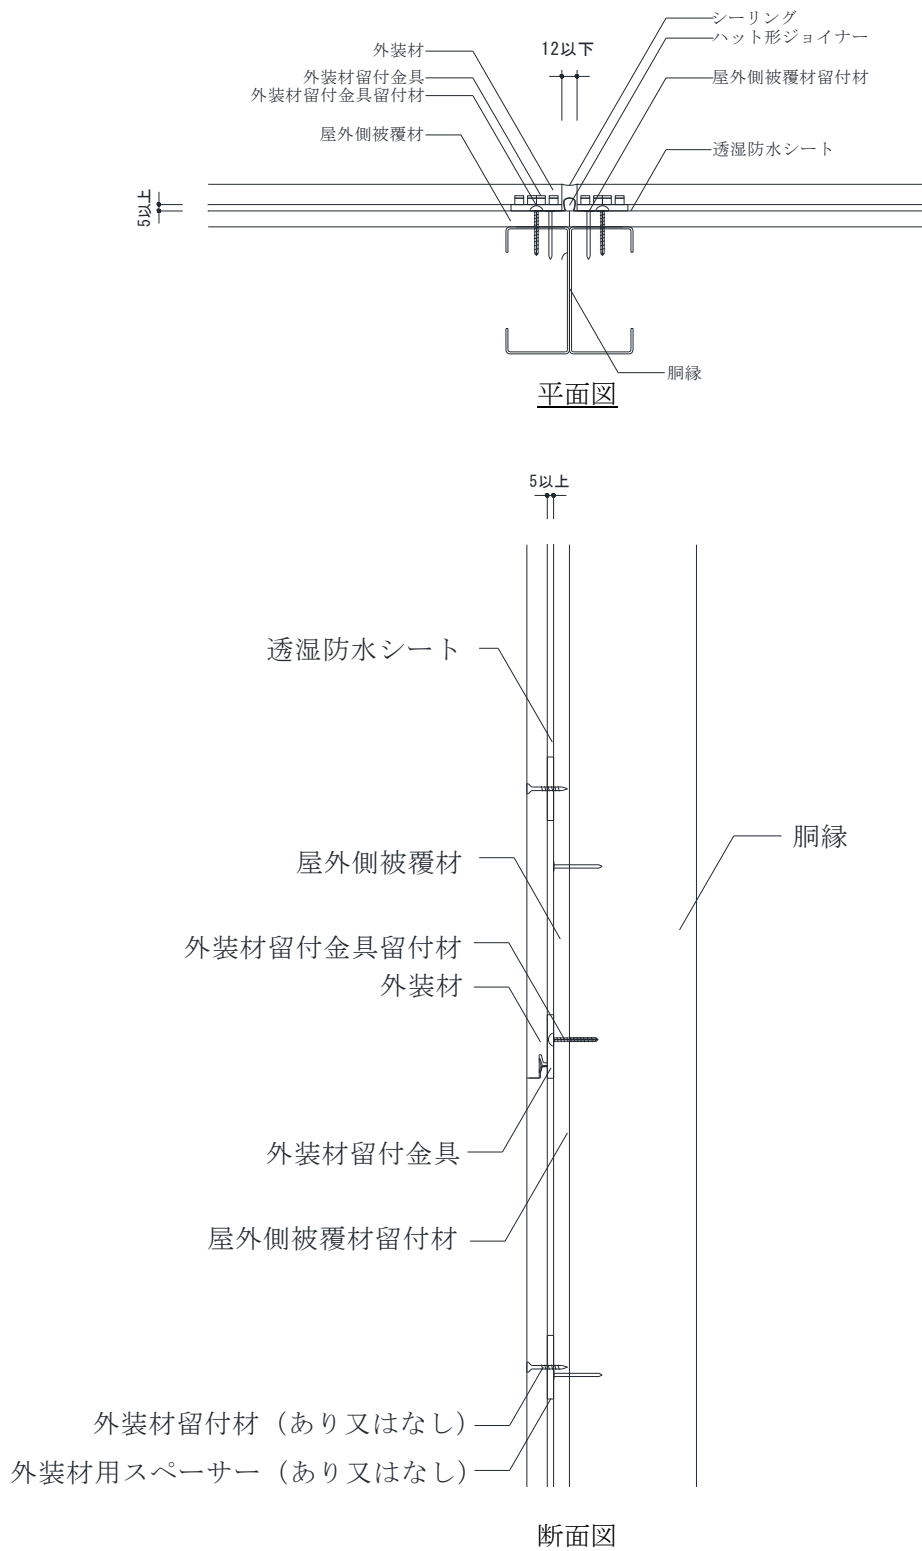 シーリング
ハット形ジョイナー
外装材
12以下
外装材留付金具
屋外側被覆材留付材
外装材留付金具留付材
屋外側被覆材
透湿防水シート
5以上
胴縁
平面図
5以上
透湿防水シート
胴縁
屋外側被覆材
外装材留付金具留付材
外装材
外装材留付金具
屋外側被覆材留付材
外装材留付材（あり又はなし）
外装材用スペーサー（あり又はなし）
断面図